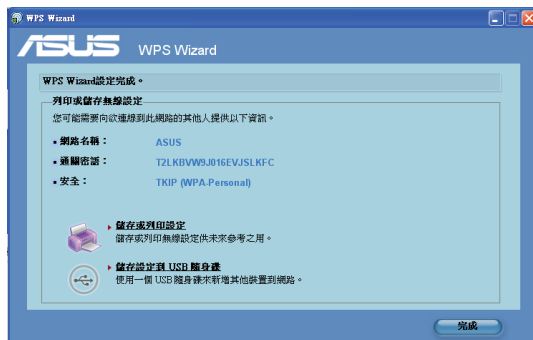 WPS Wizard
ASUS WPS Wizard
WPS Wizard設定完成。
列印或儲存無線設定
您可能需要向欲連線到此網路的其他人提供以下資訊。
▪ 網路名稱： ASUS
▪ 通關密語： T2LKBVW9J016EVJSLKFC
▪ 安全： TKIP (WPA-Personal)
儲存或列印設定
儲存或列印無線設定供未來參考之用。
儲存設定到 USB 隨身碟
使用一個 USB 隨身碟來新增其他裝置到網路。
完成